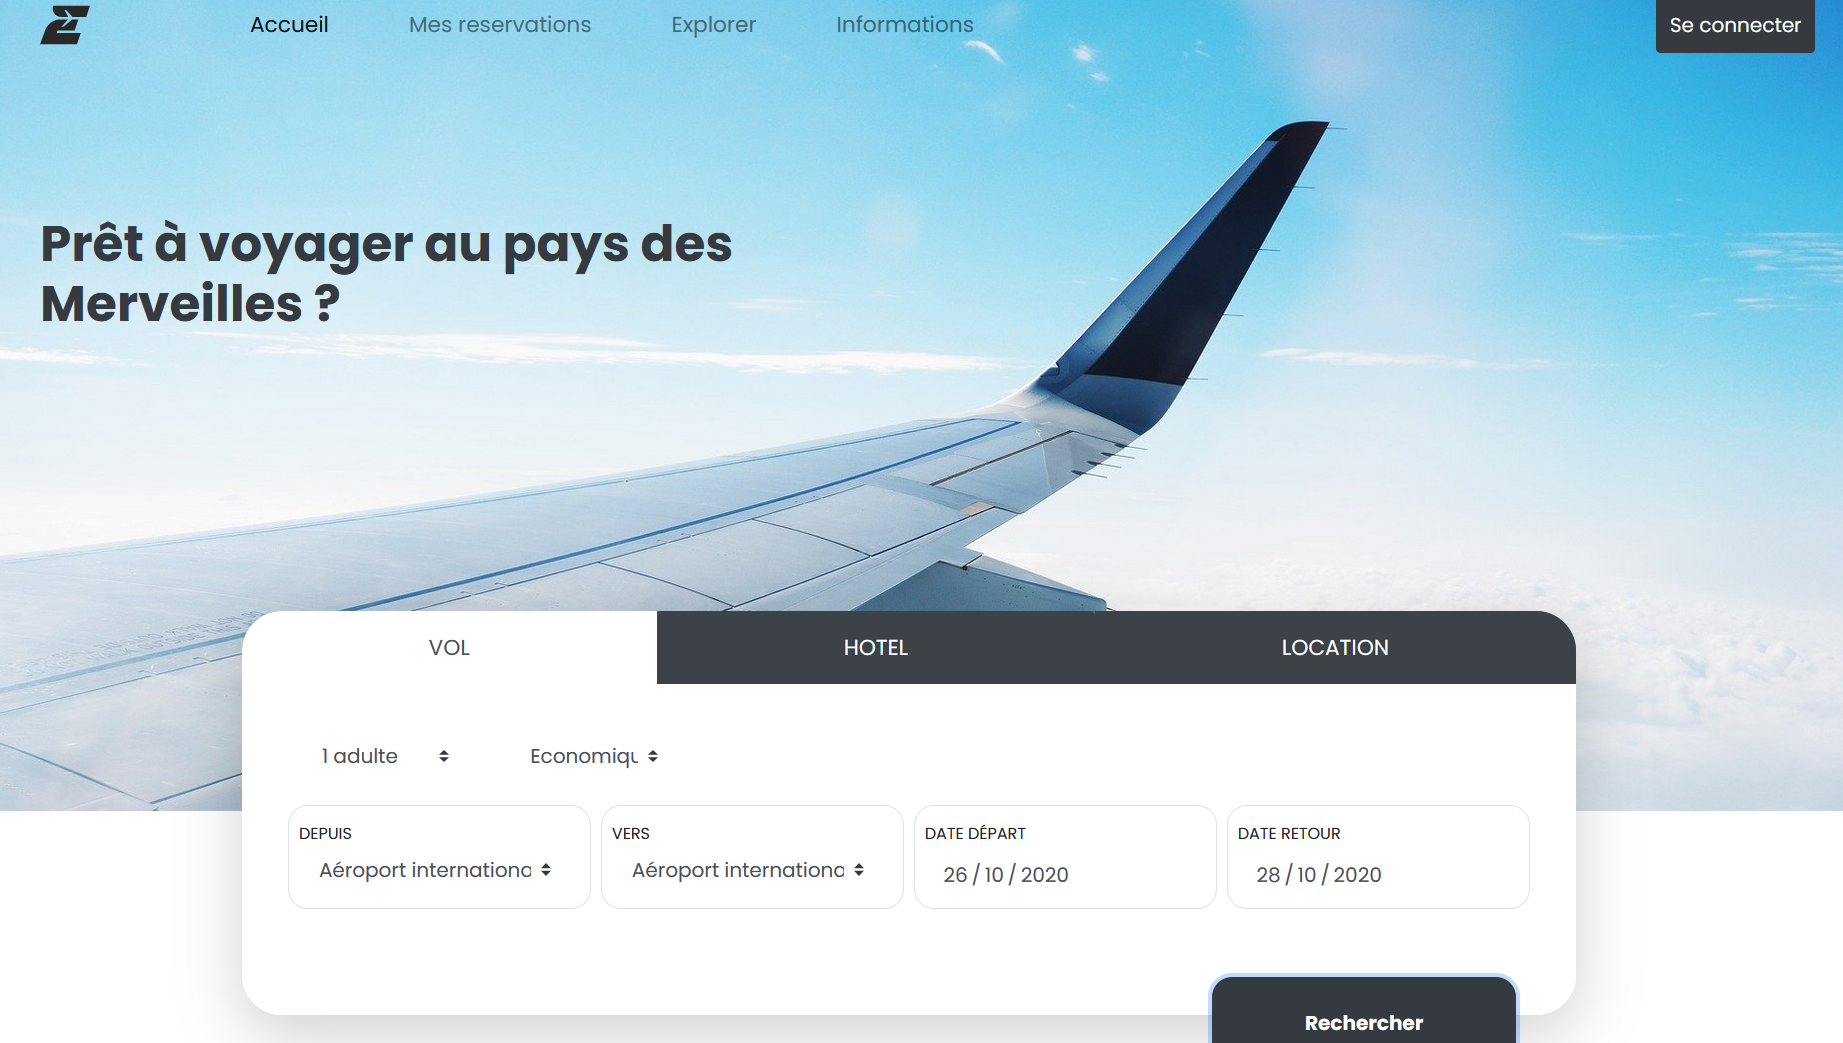 Accueil
Mes reservations
Explorer
Informations
Se connecter
Prêt à voyager au pays des
Merveilles ?
VOL
HOTEL
LOCATION
1 adulte
Economiqu
DEPUIS
VERS
DATE DÉPART
DATE RETOUR
Aéroport internationa
Aéroport internationa
26 / 10 / 2020
28 / 10 / 2020
Rechercher